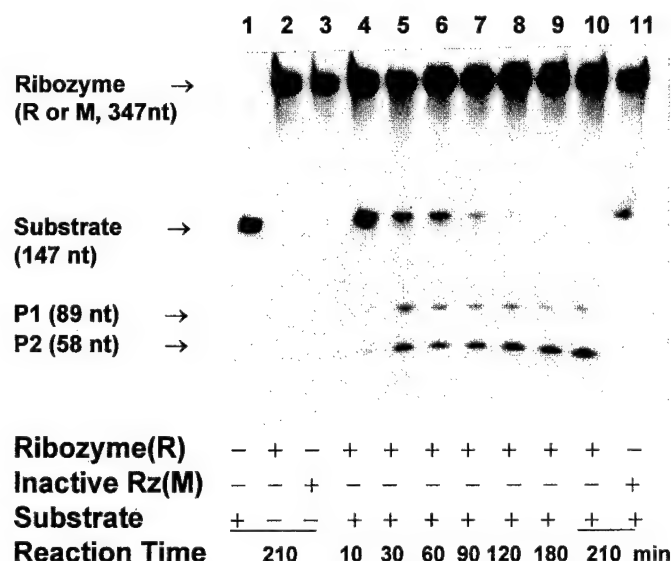 1 2 3 4 5 6 7 8 9 10 11
Ribozyme →
(R or M, 347nt)
Substrate →
(147 nt)
P1 (89 nt) →
P2 (58 nt) →
Ribozyme(R) − + − + + + + + + + −
Inactive Rz(M) − − + − − − − − − − +
Substrate + − − + + + + + + + +
Reaction Time 210 10 30 60 90 120 180 210 min